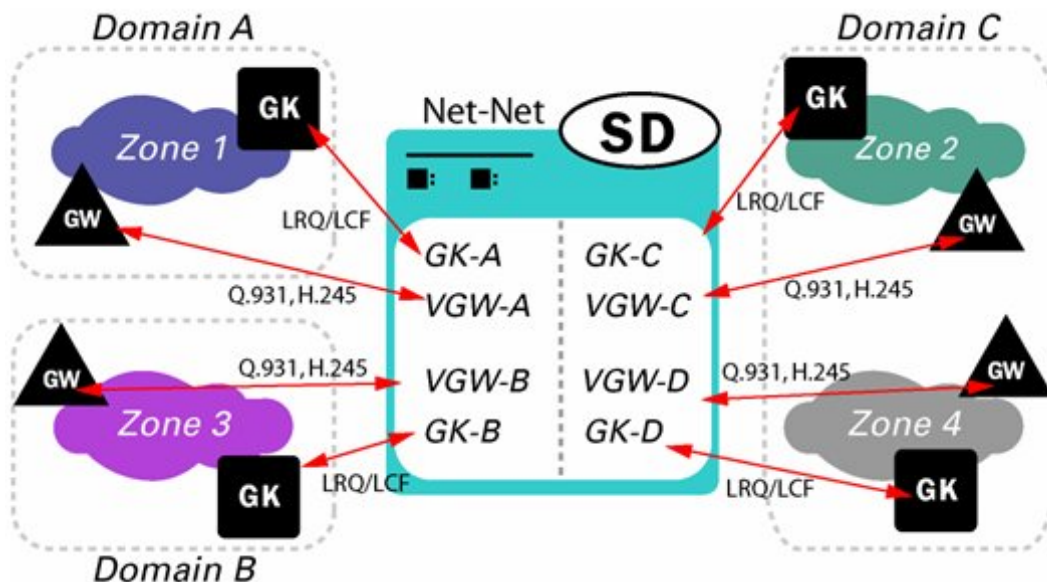 Domain A
Domain C
GK
Zone 1
GW
Net-Net
SD
GK
Zone 2
GW
LRQ/LCF
LRQ/LCF
GK-A
GK-C
VGW-A
VGW-C
Q.931, H.245
Q.931, H.245
GW
Zone 3
GK
Q.931, H.245
Q.931, H.245
VGW-B
VGW-D
GK-B
GK-D
GW
Zone 4
GK
LRQ/LCF
LRQ/LCF
Domain B